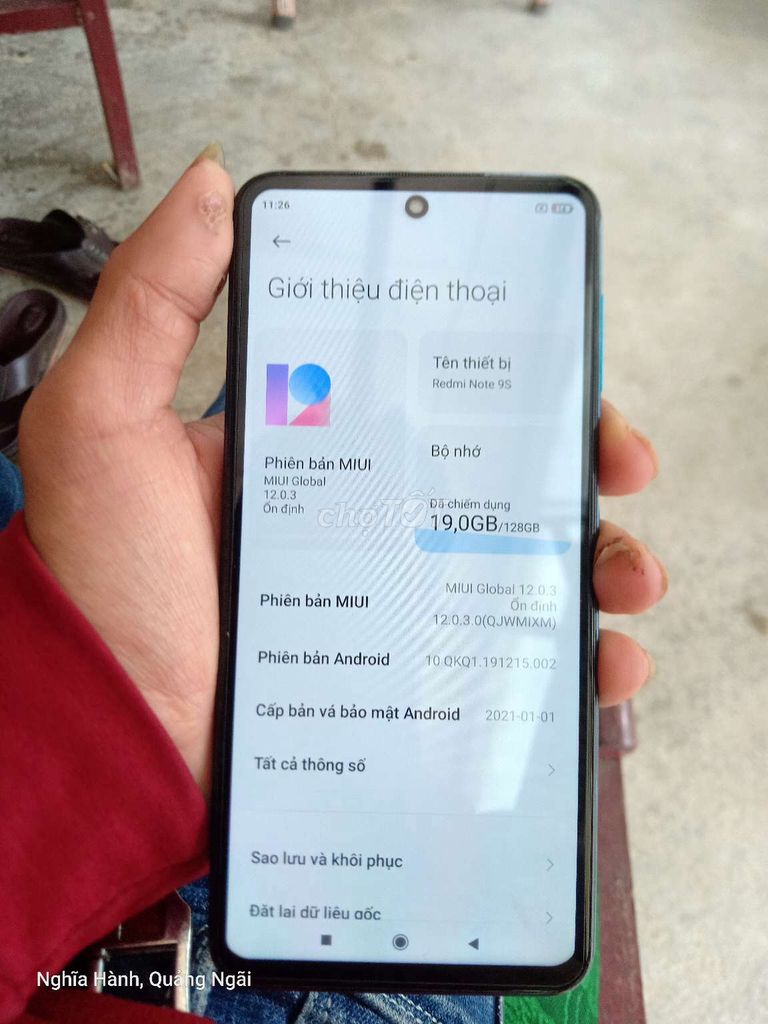 11:26
Giới thiệu điện thoại
Tên thiết bị
Redmi Note 9S
Phiên bản MIUI
MIUI Global
12.0.3
Ổn định
Bộ nhớ
Đã chiếm dụng
19,0GB/128GB
chợTỐT
Phiên bản MIUI
MIUI Global 12.0.3
Ổn định
12.0.3.0(QJWMIXM)
Phiên bản Android
10 QKQ1.191215.002
Cấp bản vá bảo mật Android
2021-01-01
Tất cả thông số
Sao lưu và khôi phục
Đặt lại dữ liệu gốc
Nghĩa Hành, Quảng Ngãi